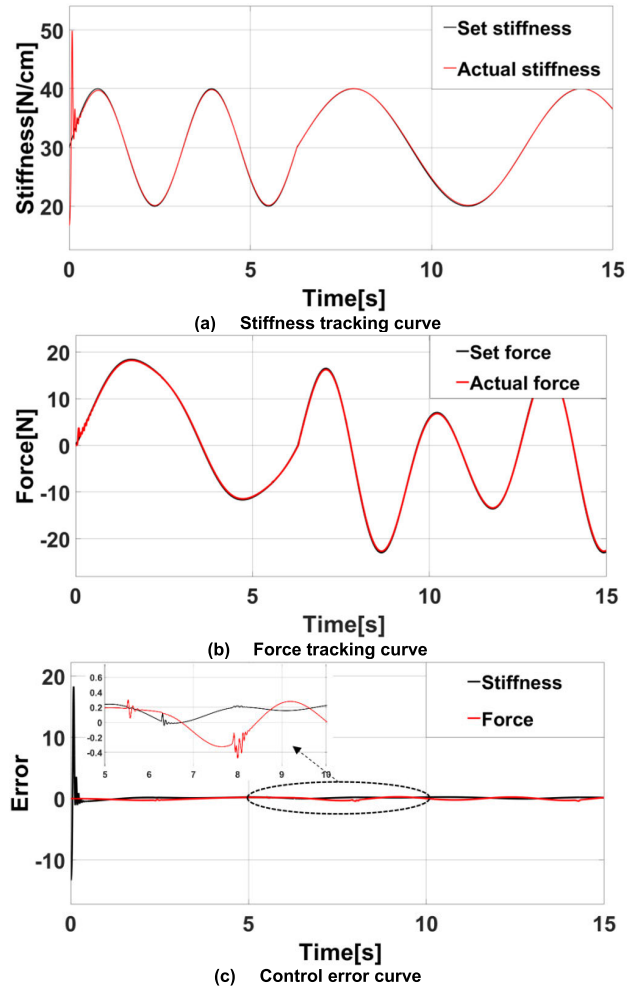 50
40
30
20
Stiffness[N/cm]
Set stiffness
Actual stiffness
0 5 10 15
Time[s]
(a) Stiffness tracking curve
20
10
0
-10
-20
Force[N]
Set force
Actual force
0 5 10 15
Time[s]
(b) Force tracking curve
20
10
0
-10
Error
0.6
0.4
0.2
0
-0.2
-0.4
5 6 7 8 9 10
Stiffness
Force
0 5 10 15
Time[s]
(c) Control error curve